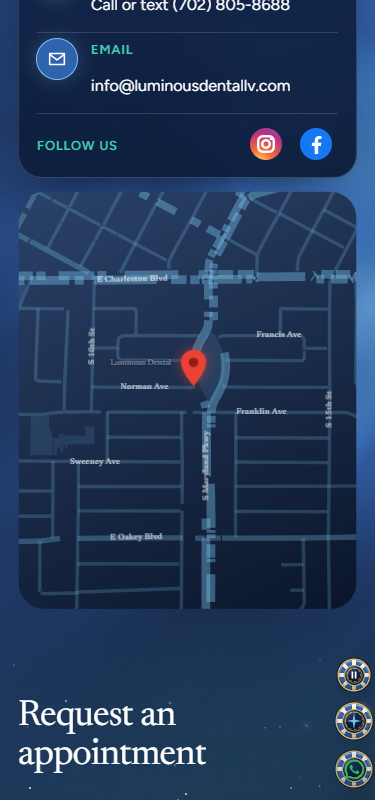 Call or text (702) 805-8688
EMAIL
info@luminousdentallv.com
FOLLOW US
E Charleston Blvd
S 10th St
Francis Ave
Luminous Dental
Norman Ave
S 15th St
Franklin Ave
S Maryland Pkwy
Sweeney Ave
E Oakey Blvd
Request an
appointment